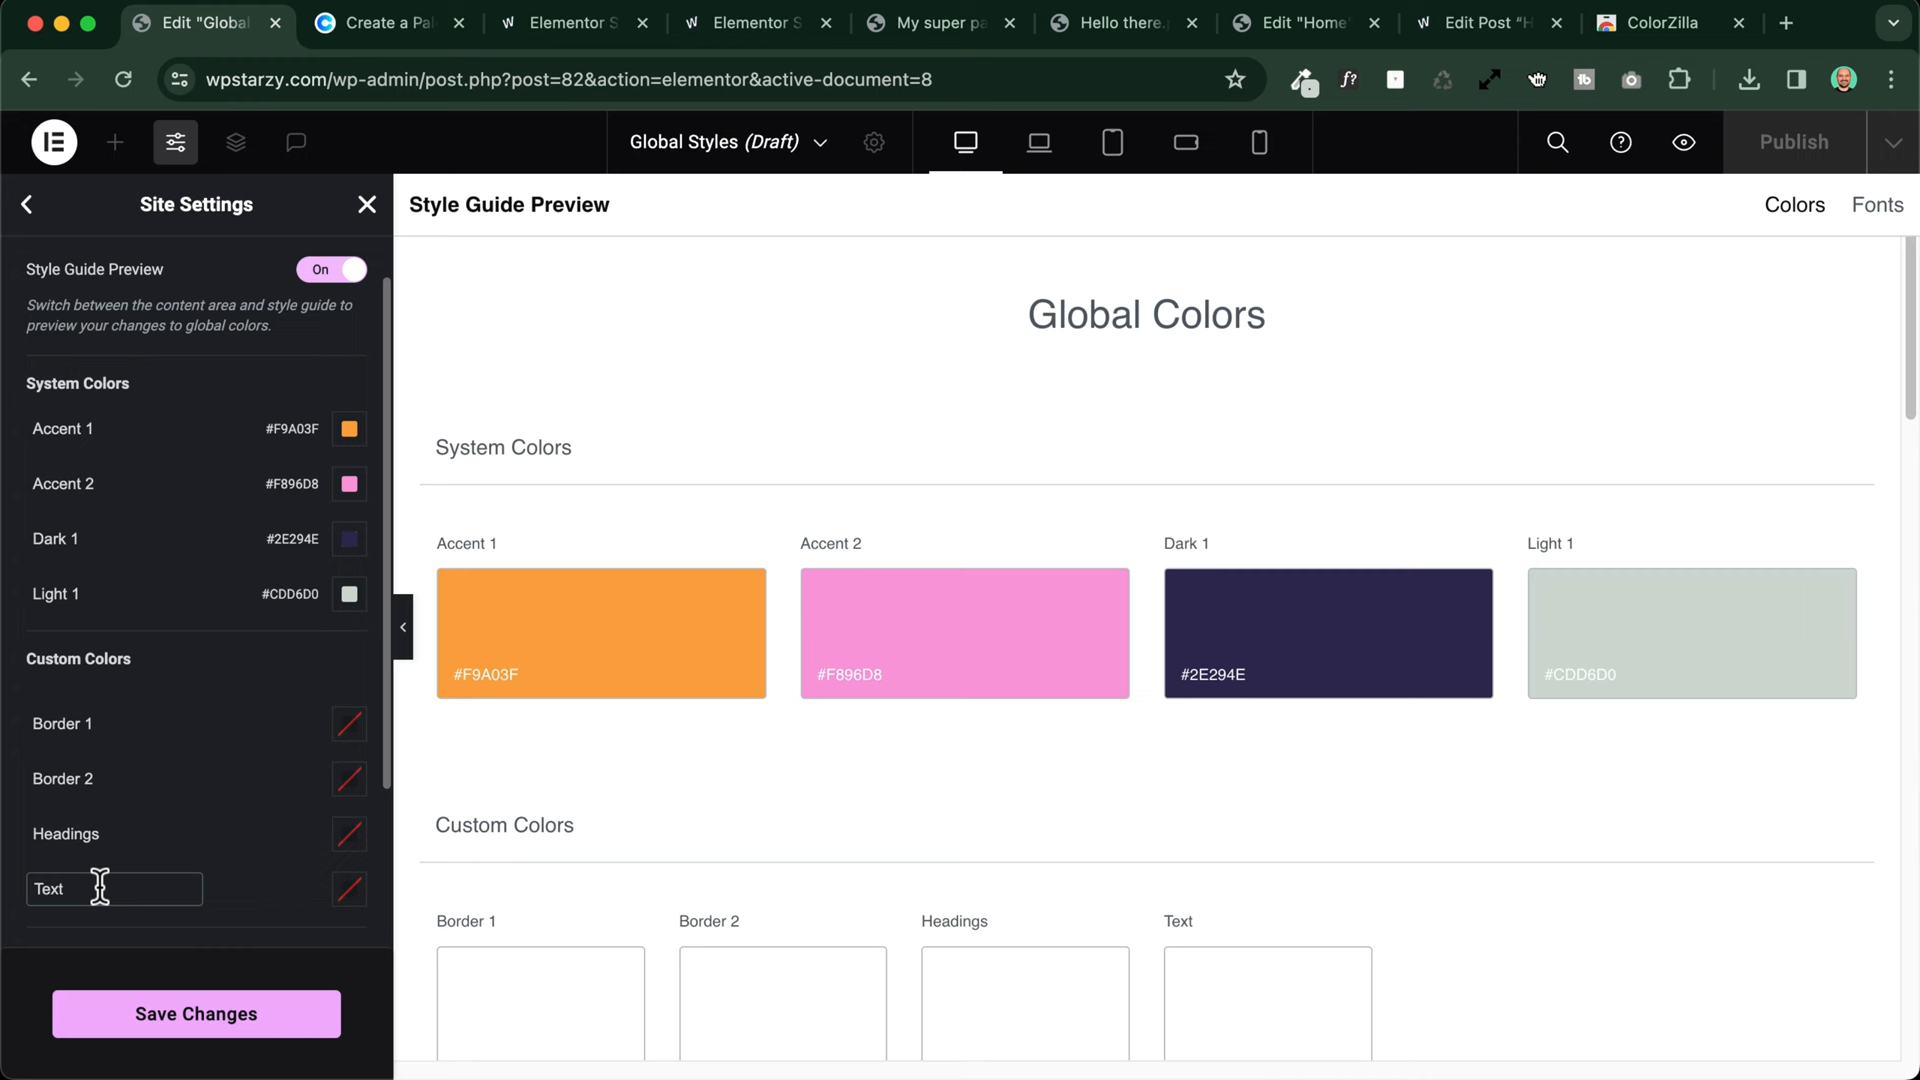 Edit "Global
Create a Pal
Elementor S
Elementor S
My super pa
Hello there.
Edit "Home"
Edit Post “H
ColorZilla
wpstarzy.com/wp-admin/post.php?post=82&action=elementor&active-document=8
f?
tb
Global Styles (Draft)
Publish
Site Settings
Style Guide Preview
Colors
Fonts
Style Guide Preview
On
Switch between the content area and style guide to
preview your changes to global colors.
System Colors
Accent 1
#F9A03F
Accent 2
#F896D8
Dark 1
#2E294E
Light 1
#CDD6D0
Custom Colors
Border 1
Border 2
Headings
Text
Save Changes
Global Colors
System Colors
Accent 1
Accent 2
Dark 1
Light 1
#F9A03F
#F896D8
#2E294E
#CDD6D0
Custom Colors
Border 1
Border 2
Headings
Text